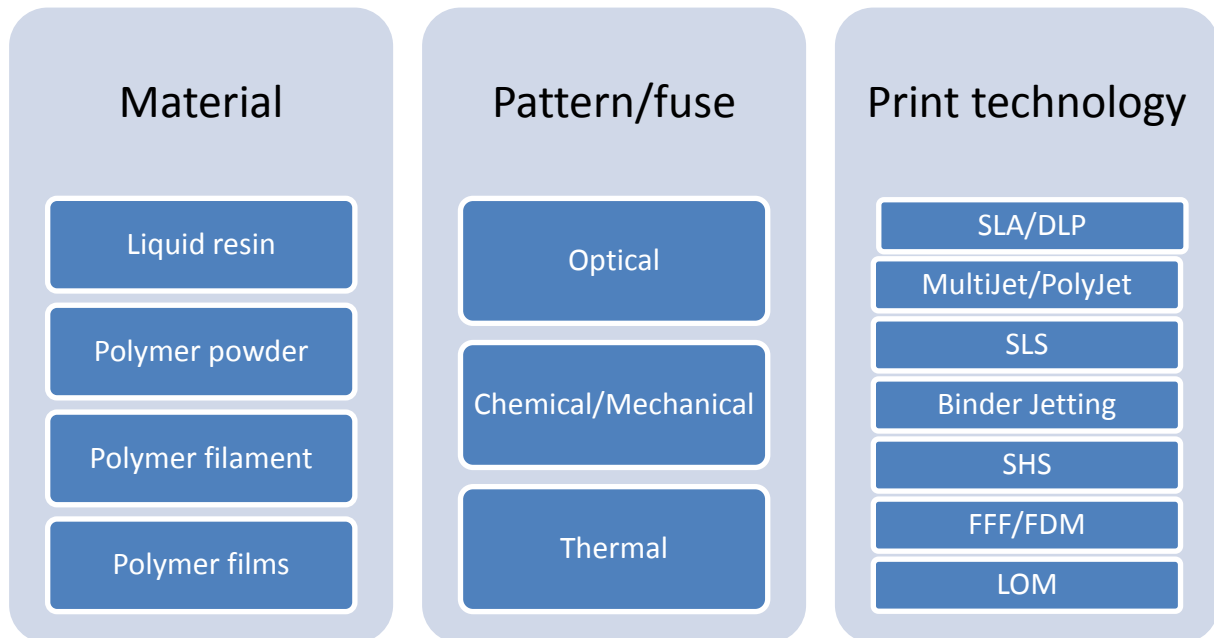 Material
Liquid resin
Polymer powder
Polymer filament
Polymer films
Pattern/fuse
Optical
Chemical/Mechanical
Thermal
Print technology
SLA/DLP
MultiJet/PolyJet
SLS
Binder Jetting
SHS
FFF/FDM
LOM